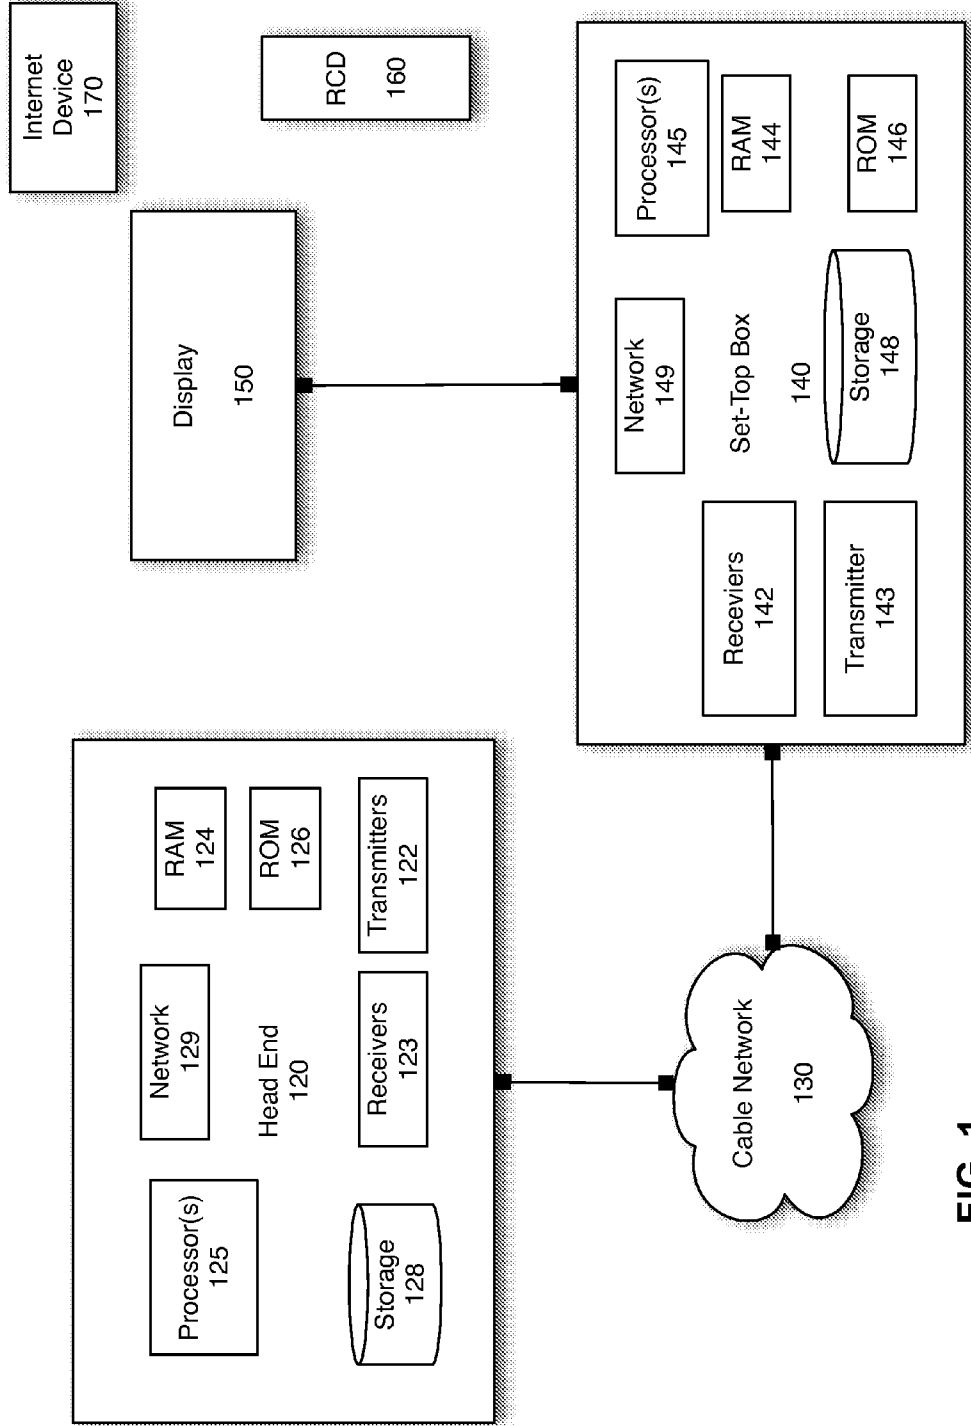 Processor(s)
125
Network
129
RAM
124
ROM
126
Head End
120
Storage
128
Receivers
123
Transmitters
122
Display
150
Internet
Device
170
RCD
160
Cable Network
130
Network
149
Processor(s)
145
RAM
144
Receviers
142
Set-Top Box
140
Transmitter
143
Storage
148
ROM
146
FIG. 1